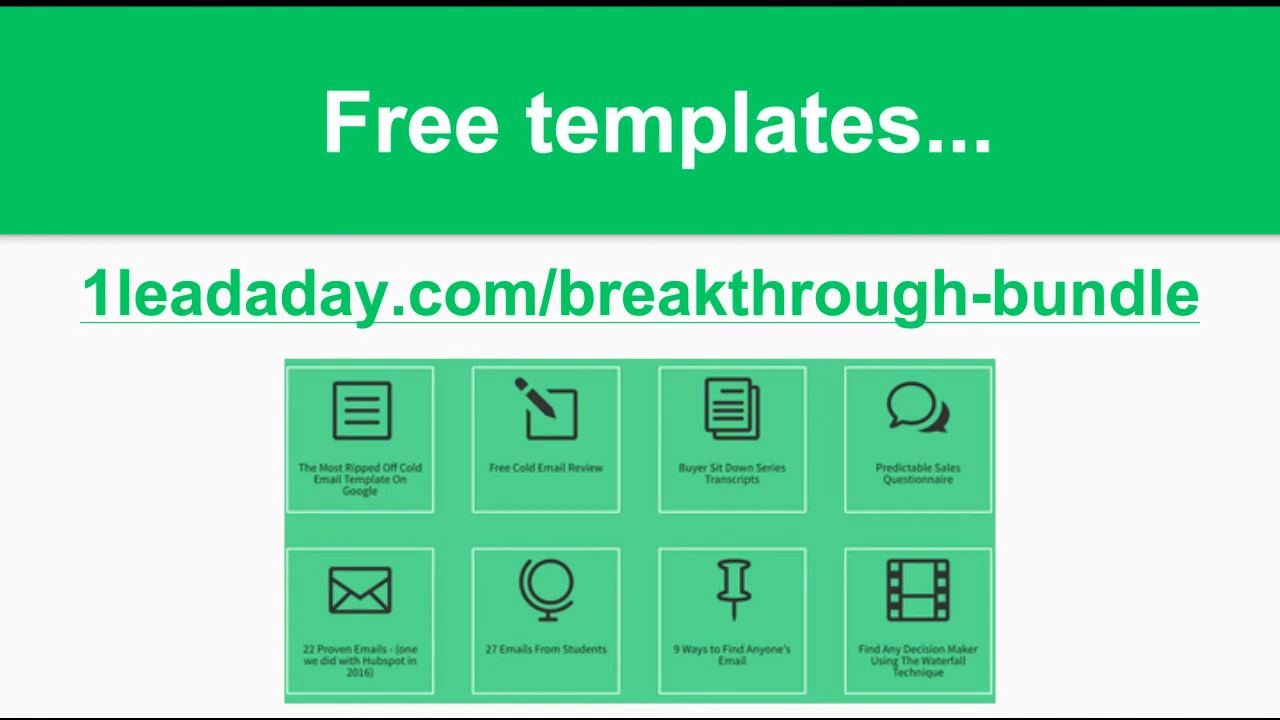 Free templates...
1leadaday.com/breakthrough-bundle
The Most Ripped Off Cold
Email Template On
Google
Free Cold Email Review
Buyer Sit Down Series
Transcripts
Predictable Sales
Questionnaire
22 Proven Emails - (one
we did with Hubspot in
2016)
27 Emails From Students
9 Ways to Find Anyone's
Email
Find Any Decision Maker
Using The Waterfall
Technique